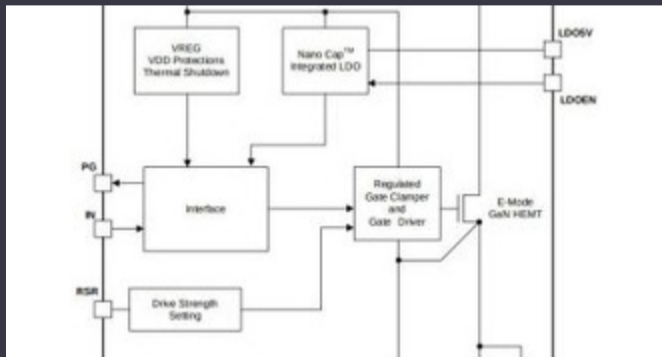 VREG
VDD Protections
Thermal Shutdown
Nano Cap™
Integrated LDO
LDO5V
LDOEN
PG
IN
Interface
Regulated
Gate Clamper
and
Gate Driver
E-Mode
GaN HEMT
RSR
Drive Strength
Setting